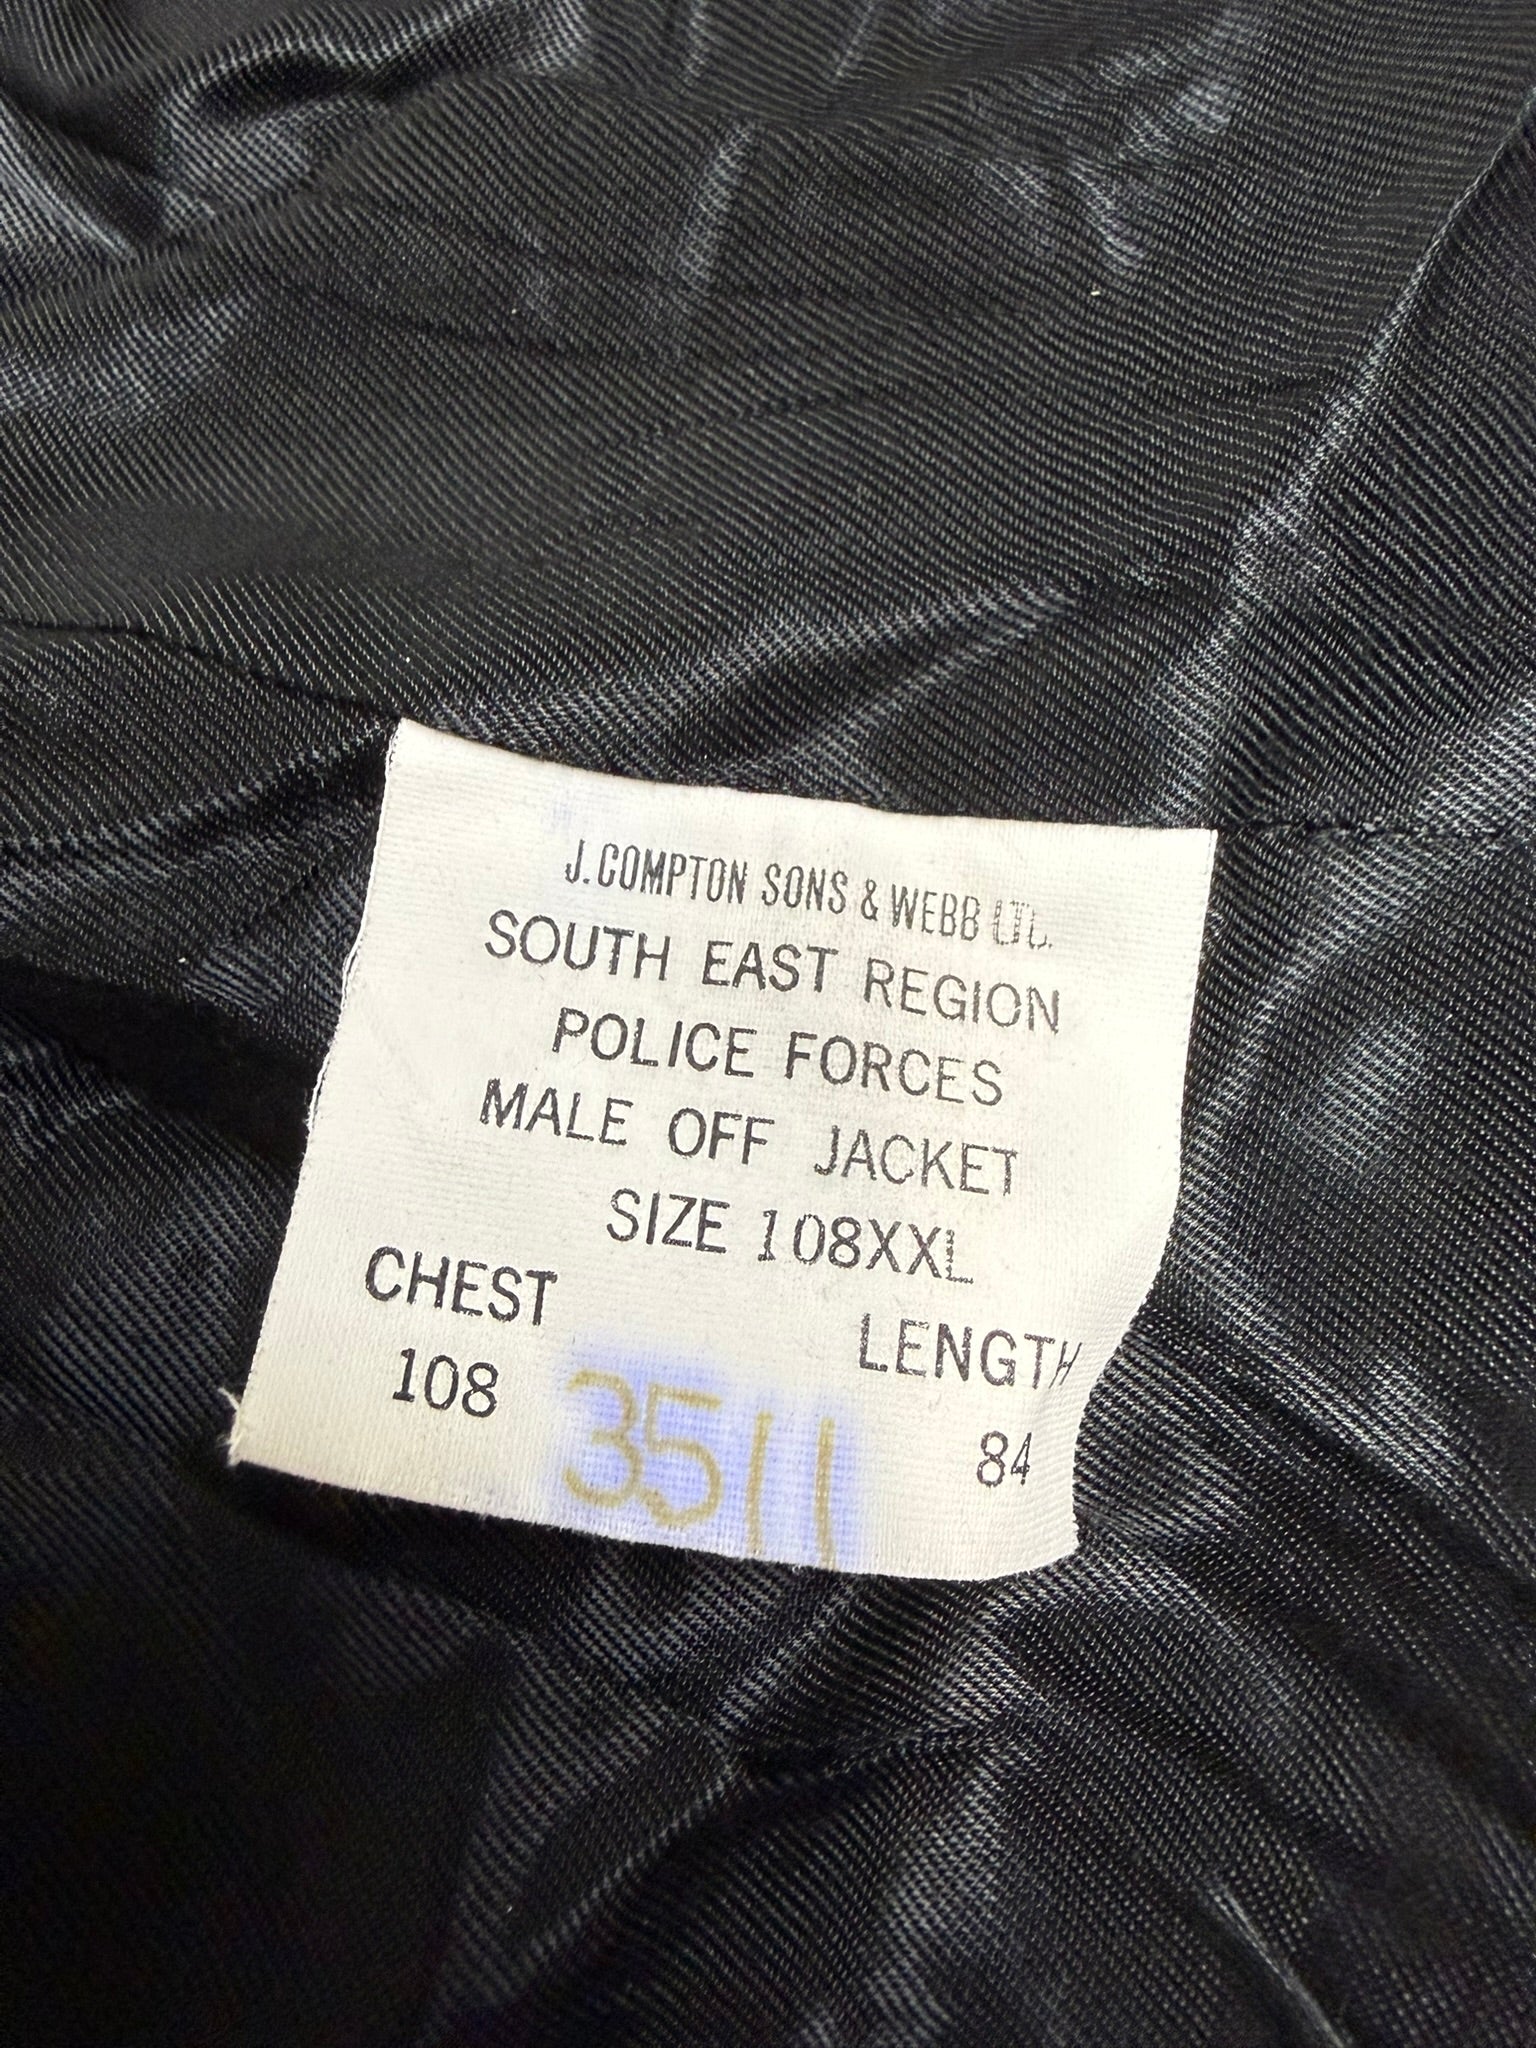 J. COMPTON SONS & WEBB LTD.
SOUTH EAST REGION
POLICE FORCES
MALE OFF JACKET
SIZE 108XXL
CHEST LENGTH
108 3511 84